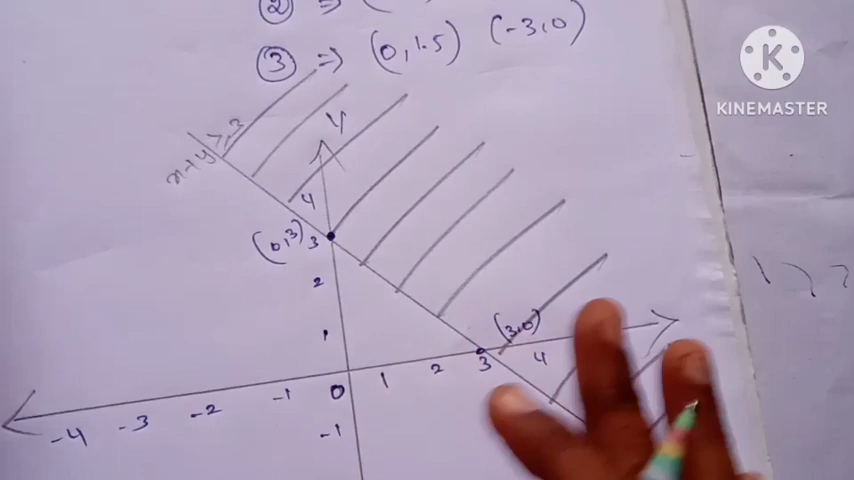 ② ⇒ (
③ ⇒ (0, 1.5) (-3,0)
K
KINEMASTER
x+y ≥ 3
y
4
(0,3) 3
2
1
(3,0)
-4 -3 -2 -1 0 1 2 3 4
-1